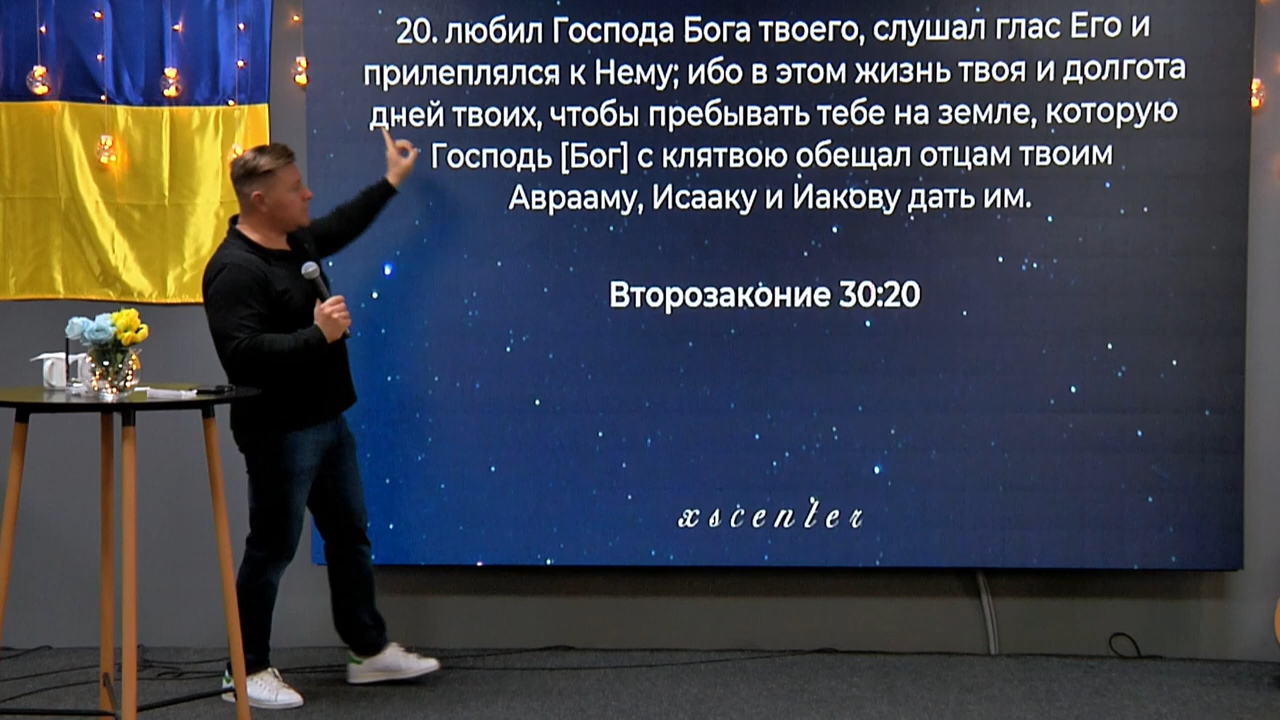 20. любил Господа Бога твоего, слушал глас Его и
прилеплялся к Нему; ибо в этом жизнь твоя и долгота
дней твоих, чтобы пребывать тебе на земле, которую
Господь [Бог] с клятвою обещал отцам твоим
Аврааму, Исааку и Иакову дать им.
Второзаконие 30:20
xscenter